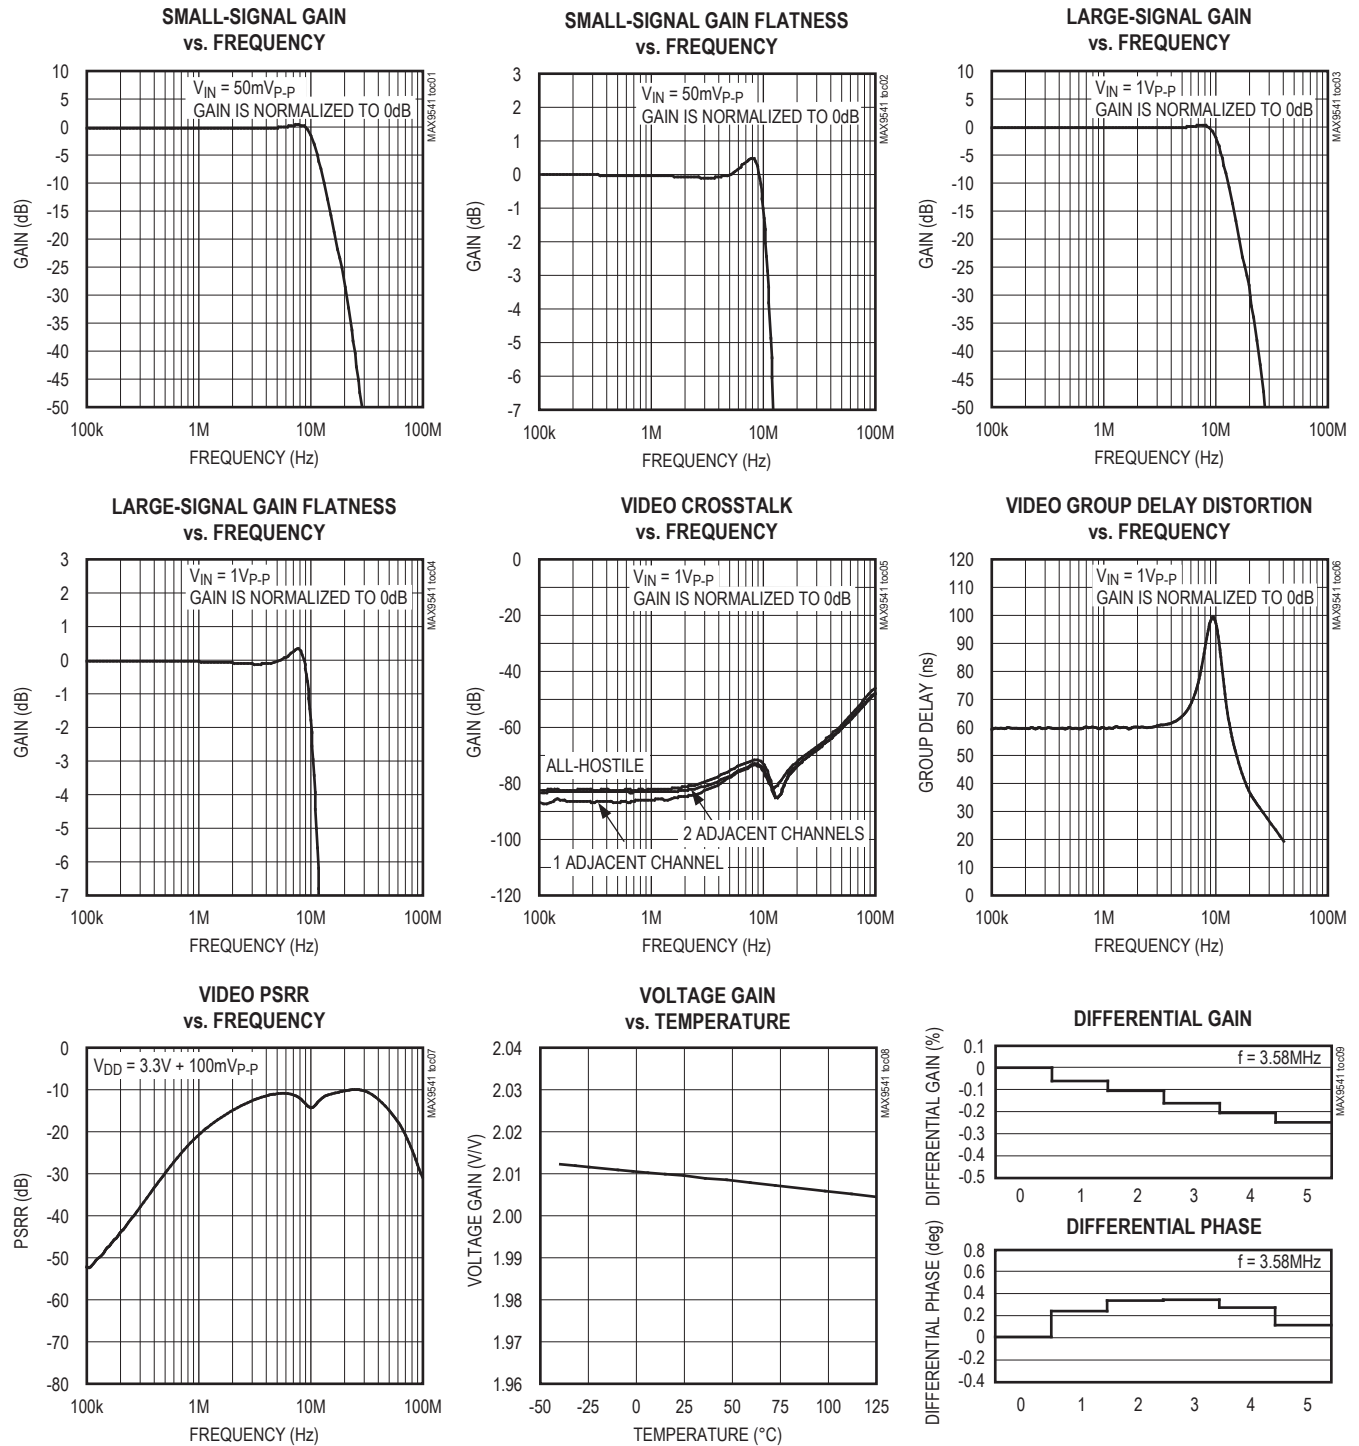 SMALL-SIGNAL GAIN
vs. FREQUENCY
10
5
0
-5
-10
-15
-20
-25
-30
-35
-40
-45
-50
GAIN (dB)
VIN = 50mVP-P
GAIN IS NORMALIZED TO 0dB
MAX9541 toc01
100k 1M 10M 100M
FREQUENCY (Hz)
SMALL-SIGNAL GAIN FLATNESS
vs. FREQUENCY
3
2
1
0
-1
-2
-3
-4
-5
-6
-7
GAIN (dB)
VIN = 50mVP-P
GAIN IS NORMALIZED TO 0dB
MAX9541 toc02
100k 1M 10M 100M
FREQUENCY (Hz)
LARGE-SIGNAL GAIN
vs. FREQUENCY
10
5
0
-5
-10
-15
-20
-25
-30
-35
-40
-45
-50
GAIN (dB)
VIN = 1VP-P
GAIN IS NORMALIZED TO 0dB
MAX9541 toc03
100k 1M 10M 100M
FREQUENCY (Hz)
LARGE-SIGNAL GAIN FLATNESS
vs. FREQUENCY
3
2
1
0
-1
-2
-3
-4
-5
-6
-7
GAIN (dB)
VIN = 1VP-P
GAIN IS NORMALIZED TO 0dB
MAX9541 toc04
100k 1M 10M 100M
FREQUENCY (Hz)
VIDEO CROSSTALK
vs. FREQUENCY
0
-20
-40
-60
-80
-100
-120
GAIN (dB)
VIN = 1VP-P
GAIN IS NORMALIZED TO 0dB
MAX9541 toc05
ALL-HOSTILE
2 ADJACENT CHANNELS
1 ADJACENT CHANNEL
100k 1M 10M 100M
FREQUENCY (Hz)
VIDEO GROUP DELAY DISTORTION
vs. FREQUENCY
120
110
100
90
80
70
60
50
40
30
20
10
0
GROUP DELAY (ns)
VIN = 1VP-P
GAIN IS NORMALIZED TO 0dB
MAX9541 toc06
100k 1M 10M 100M
FREQUENCY (Hz)
VIDEO PSRR
vs. FREQUENCY
0
-10
-20
-30
-40
-50
-60
-70
-80
PSRR (dB)
VDD = 3.3V + 100mVP-P
MAX9541 toc07
100k 1M 10M 100M
FREQUENCY (Hz)
VOLTAGE GAIN
vs. TEMPERATURE
2.04
2.03
2.02
2.01
2.00
1.99
1.98
1.97
1.96
VOLTAGE GAIN (V/V)
MAX9541 toc08
-50 -25 0 25 50 75 100 125
TEMPERATURE (°C)
DIFFERENTIAL GAIN
0.1
0
-0.1
-0.2
-0.3
-0.4
-0.5
DIFFERENTIAL GAIN (%)
f = 3.58MHz
MAX9541 toc09
0 1 2 3 4 5
DIFFERENTIAL PHASE
0.8
0.6
0.4
0.2
0
-0.2
-0.4
DIFFERENTIAL PHASE (deg)
f = 3.58MHz
0 1 2 3 4 5